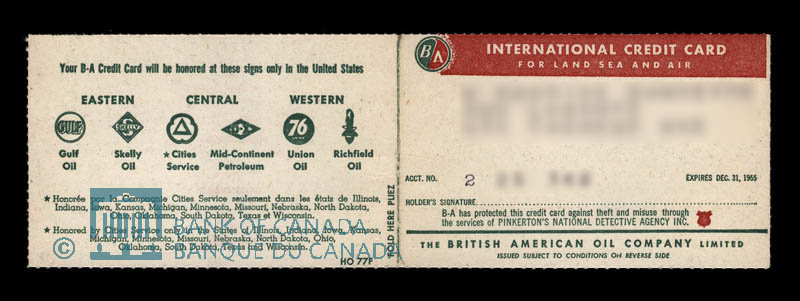 Your B-A Credit Card will be honored at these signs only in the United States
EASTERN CENTRAL WESTERN
GULF SKELLY 76
Gulf Oil
Skelly Oil
★ Cities Service
Mid-Continent Petroleum
Union Oil
Richfield Oil
★ Honorée par la Compagnie Cities Service seulement dans les états de Illinois,
Indiana, Iowa, Kansas, Michigan, Minnesota, Missouri, Nebraska, North Dakota,
Ohio, Oklahoma, South Dakota, Texas et Wisconsin.
★ Honored by Cities Service only in the States of Illinois, Indiana, Iowa, Kansas,
Michigan, Minnesota, Missouri, Nebraska, North Dakota, Ohio,
Oklahoma, South Dakota, Texas and Wisconsin.
HO 77F
FOLD HERE PLIEZ
BANK OF CANADA
© BANQUE DU CANADA
BA
INTERNATIONAL CREDIT CARD
FOR LAND SEA AND AIR
ACCT. NO. 2
EXPIRES DEC. 31, 1955
HOLDER'S SIGNATURE
B-A has protected this credit card against theft and misuse through
the services of PINKERTON'S NATIONAL DETECTIVE AGENCY INC.
THE BRITISH AMERICAN OIL COMPANY LIMITED
ISSUED SUBJECT TO CONDITIONS ON REVERSE SIDE